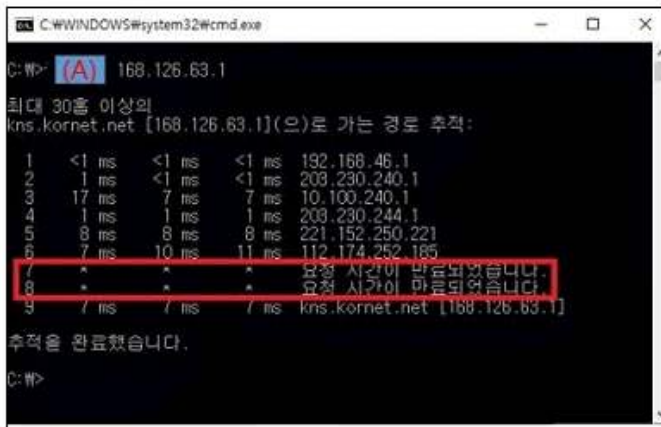 C:₩WINDOWS₩system32₩cmd.exe
C:₩> (A) 168.126.63.1
최대 30홉 이상의
kns.kornet.net [168.126.63.1](으)로 가는 경로 추적:
1 <1 ms <1 ms <1 ms 192.168.46.1
2 1 ms <1 ms <1 ms 203.230.240.1
3 17 ms 7 ms 7 ms 10.100.240.1
4 1 ms 1 ms 1 ms 203.230.244.1
5 8 ms 8 ms 8 ms 221.152.250.221
6 7 ms 10 ms 11 ms 112.174.252.185
7 * * * 요청 시간이 만료되었습니다.
8 * * * 요청 시간이 만료되었습니다.
9 7 ms 7 ms 7 ms kns.kornet.net [168.126.63.1]
추적을 완료했습니다.
C:₩>